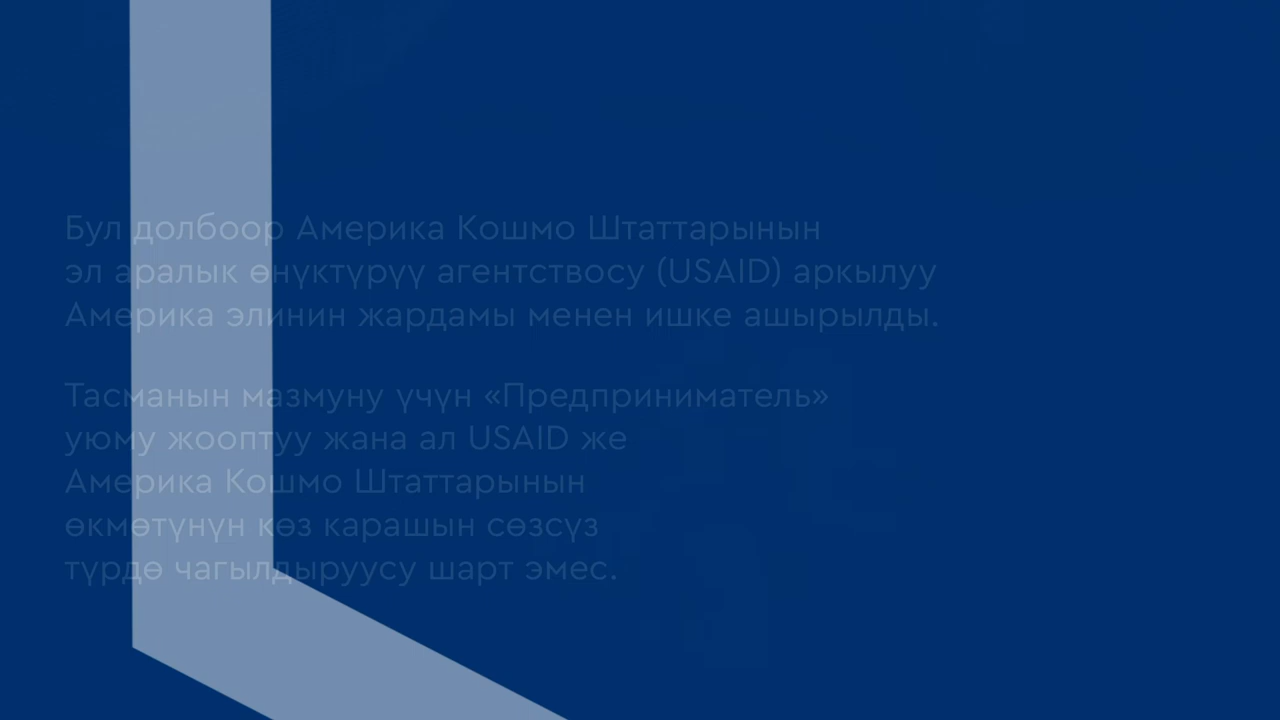 Бул долбоор Америка Кошмо Штаттарынын
эл аралык өнүктүрүү агентствосу (USAID) аркылуу
Америка элинин жардамы менен ишке ашырылды.
Тасманын мазмуну үчүн «Предприниматель»
уюму жооптуу жана ал USAID же
Америка Кошмо Штаттарынын
өкмөтүнүн көз карашын сөзсүз
түрдө чагылдыруусу шарт эмес.